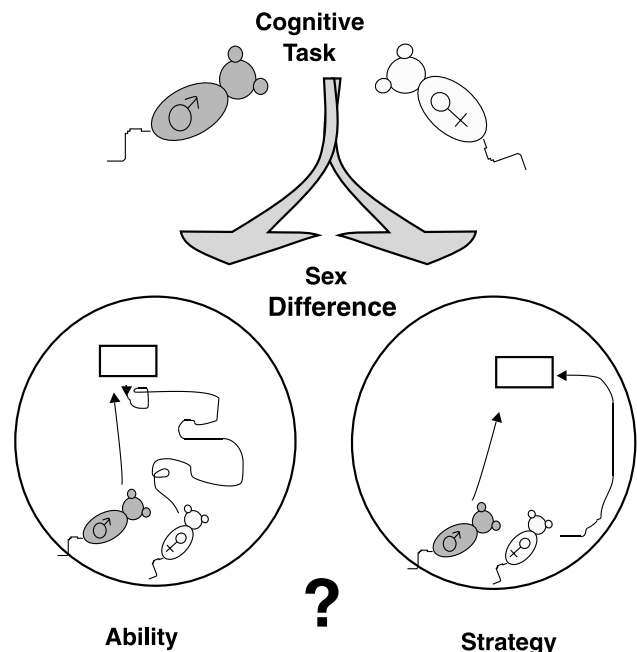 Cognitive
Task
Sex
Difference
?
Ability
Strategy